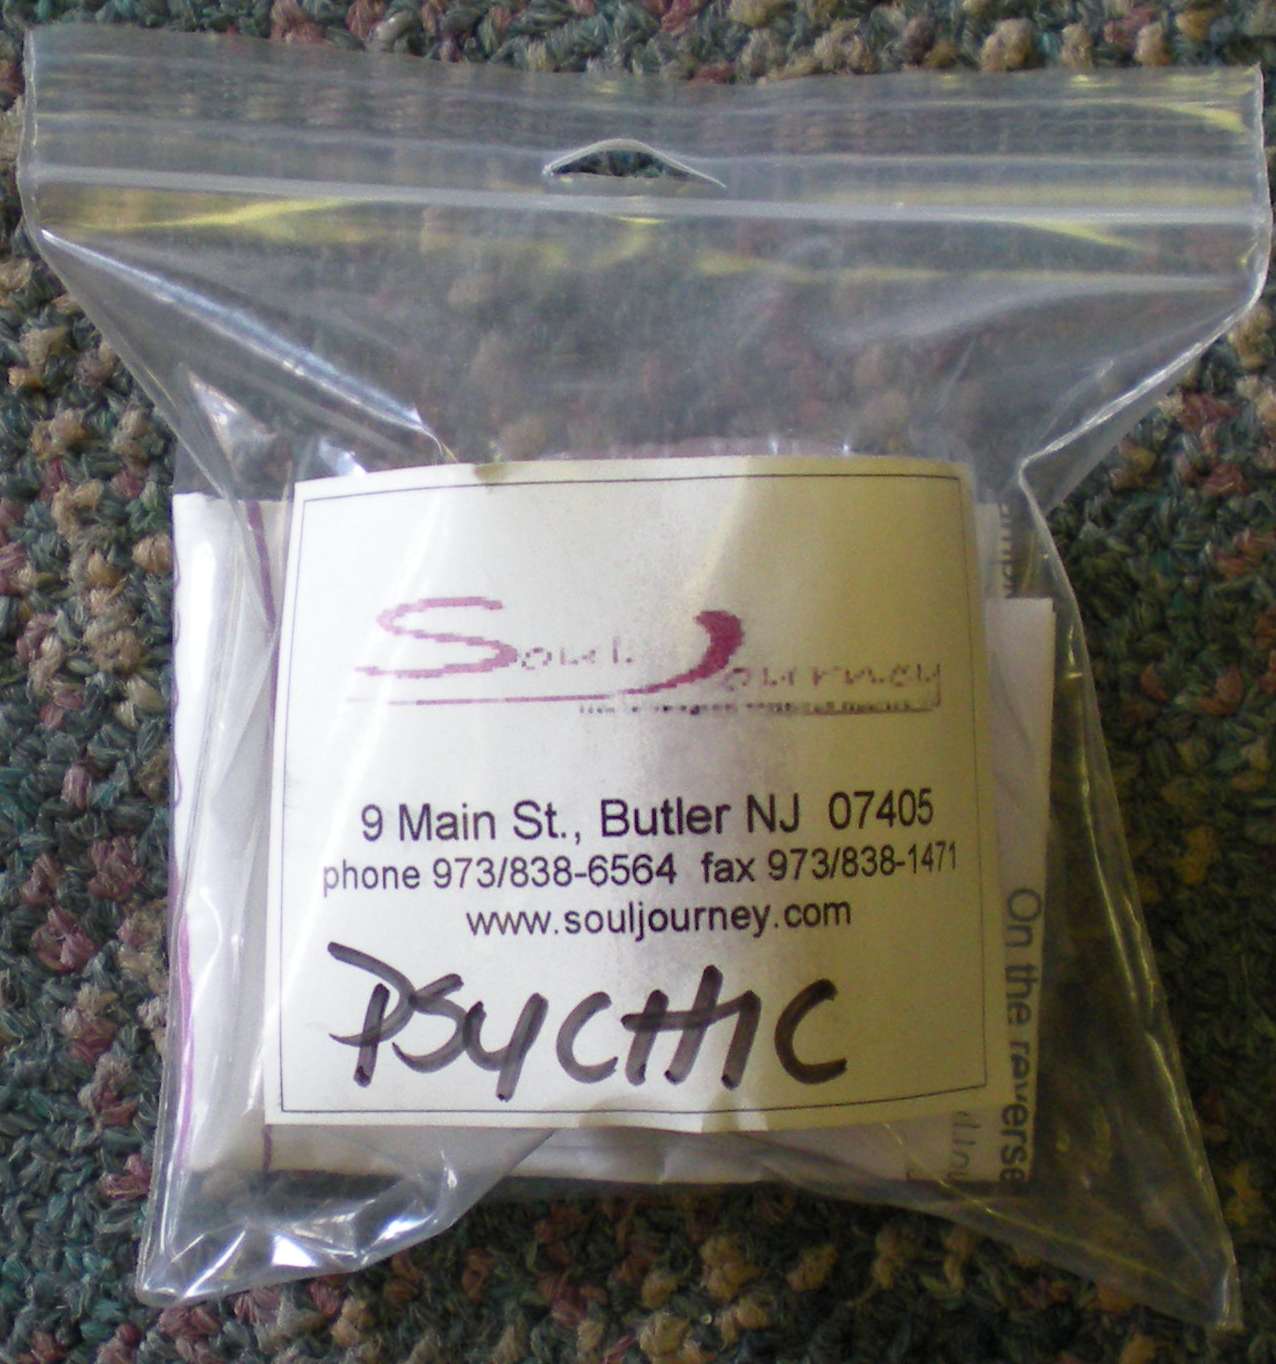 Soul Journey
9 Main St., Butler NJ 07405
phone 973/838-6564 fax 973/838-1471
www.souljourney.com
PSYCHIC
On the reverse